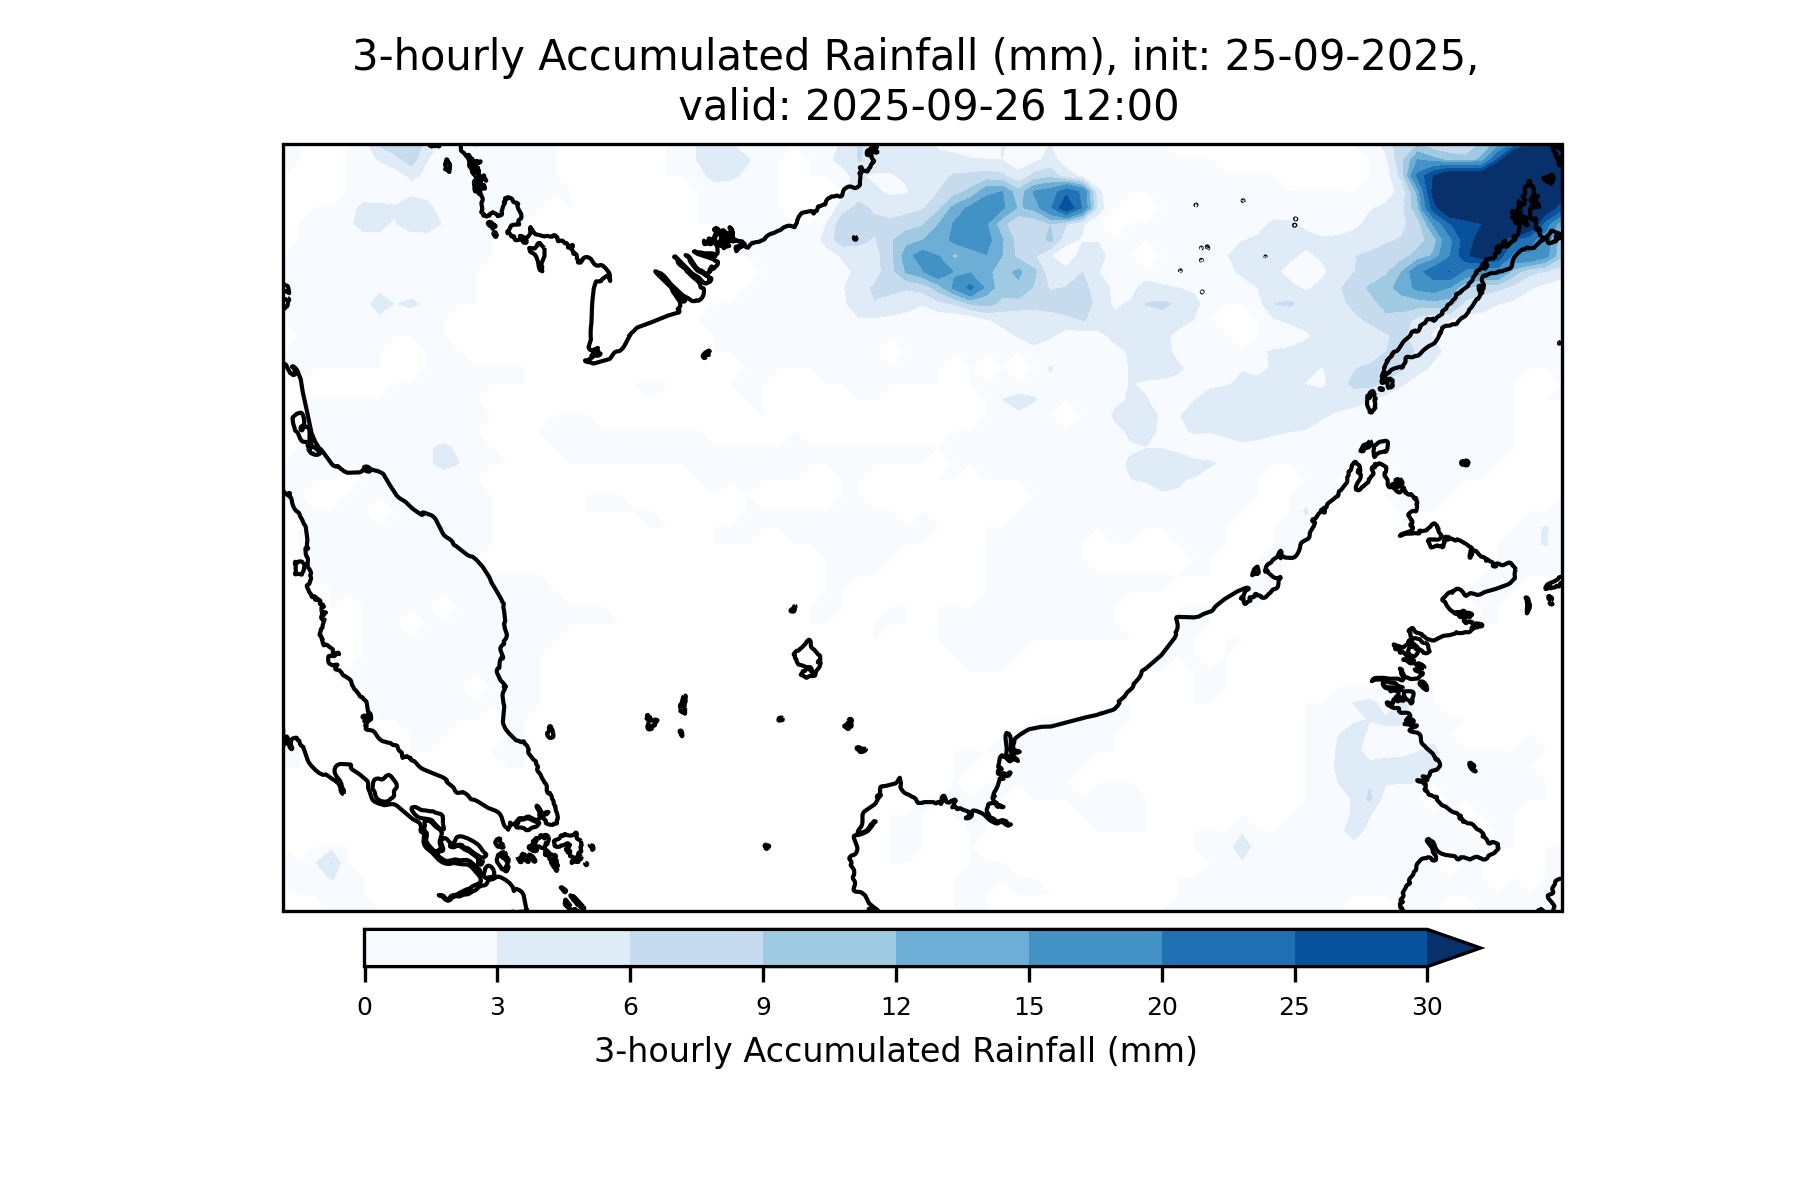 3-hourly Accumulated Rainfall (mm), init: 25-09-2025,
valid: 2025-09-26 12:00
0 3 6 9 12 15 20 25 30
3-hourly Accumulated Rainfall (mm)